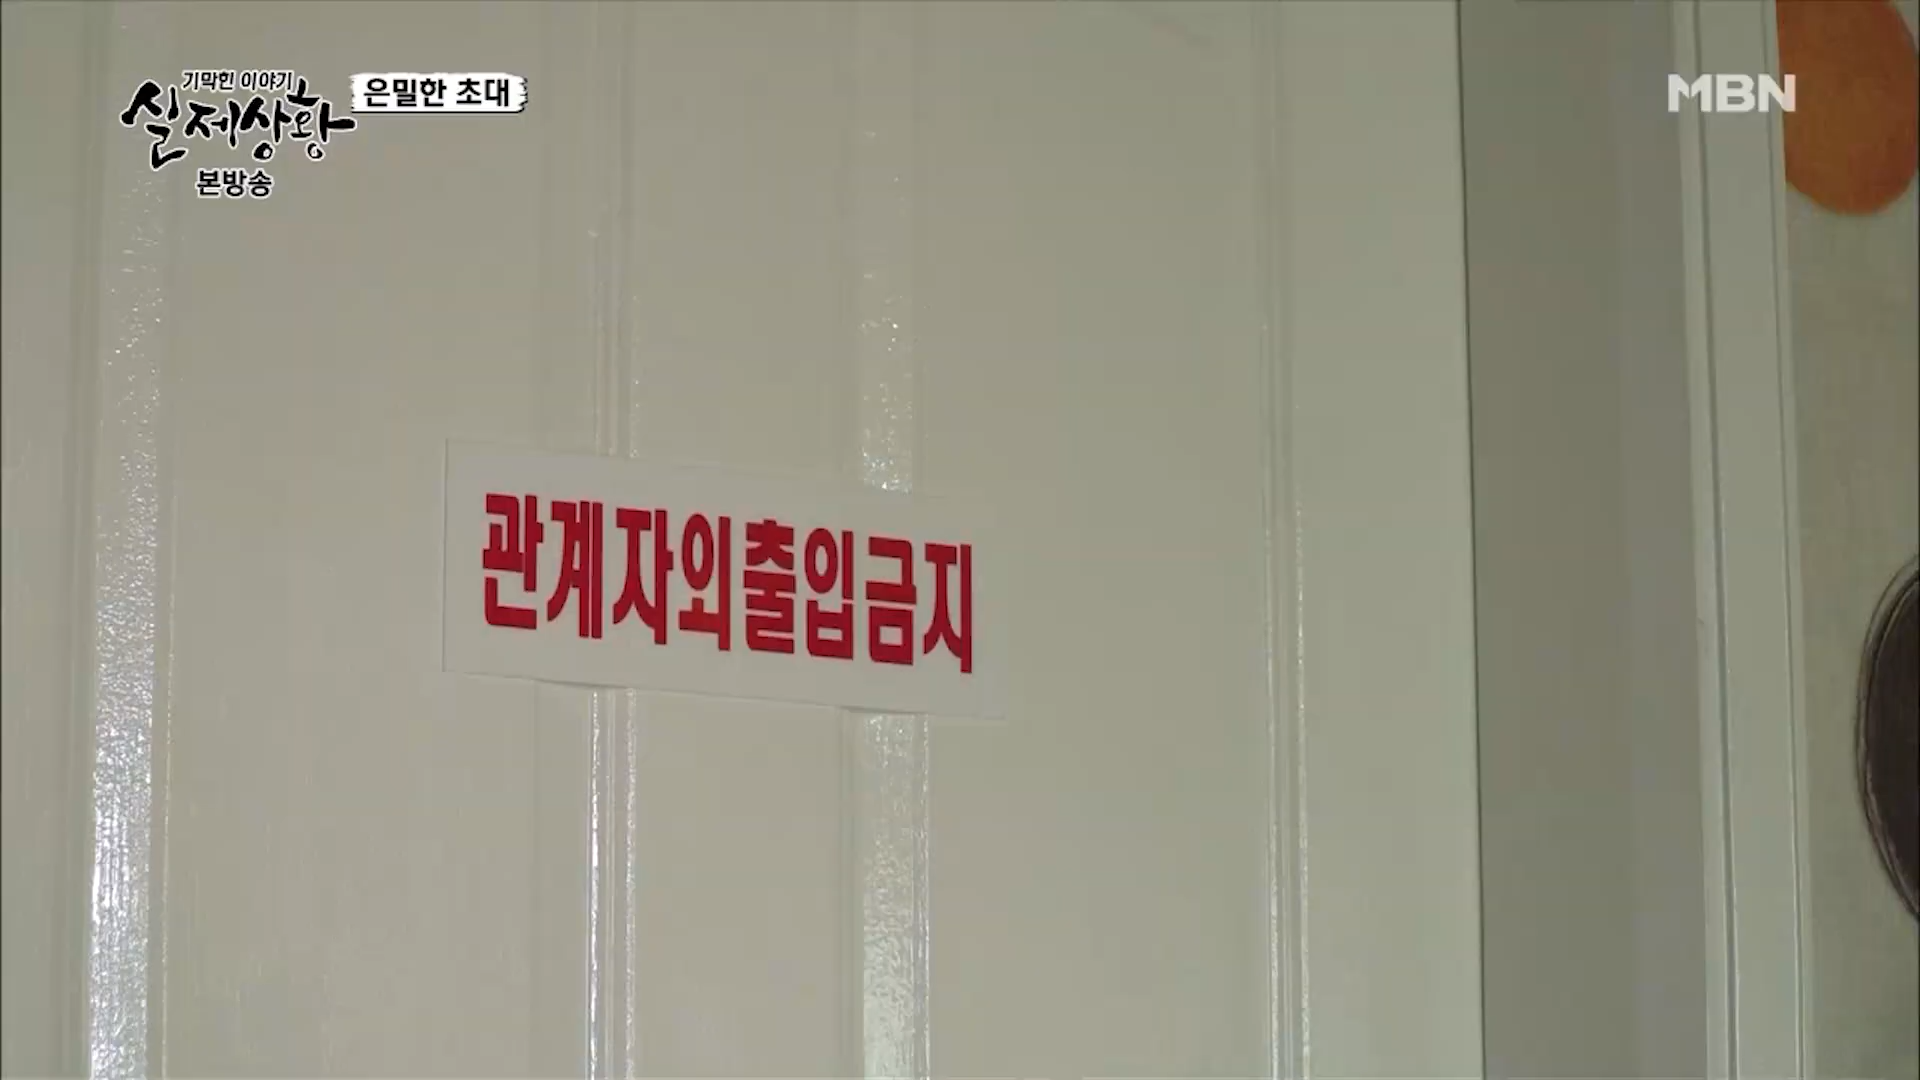 기막힌 이야기
실제상황
본방송
은밀한 초대
MBN
관계자외출입금지